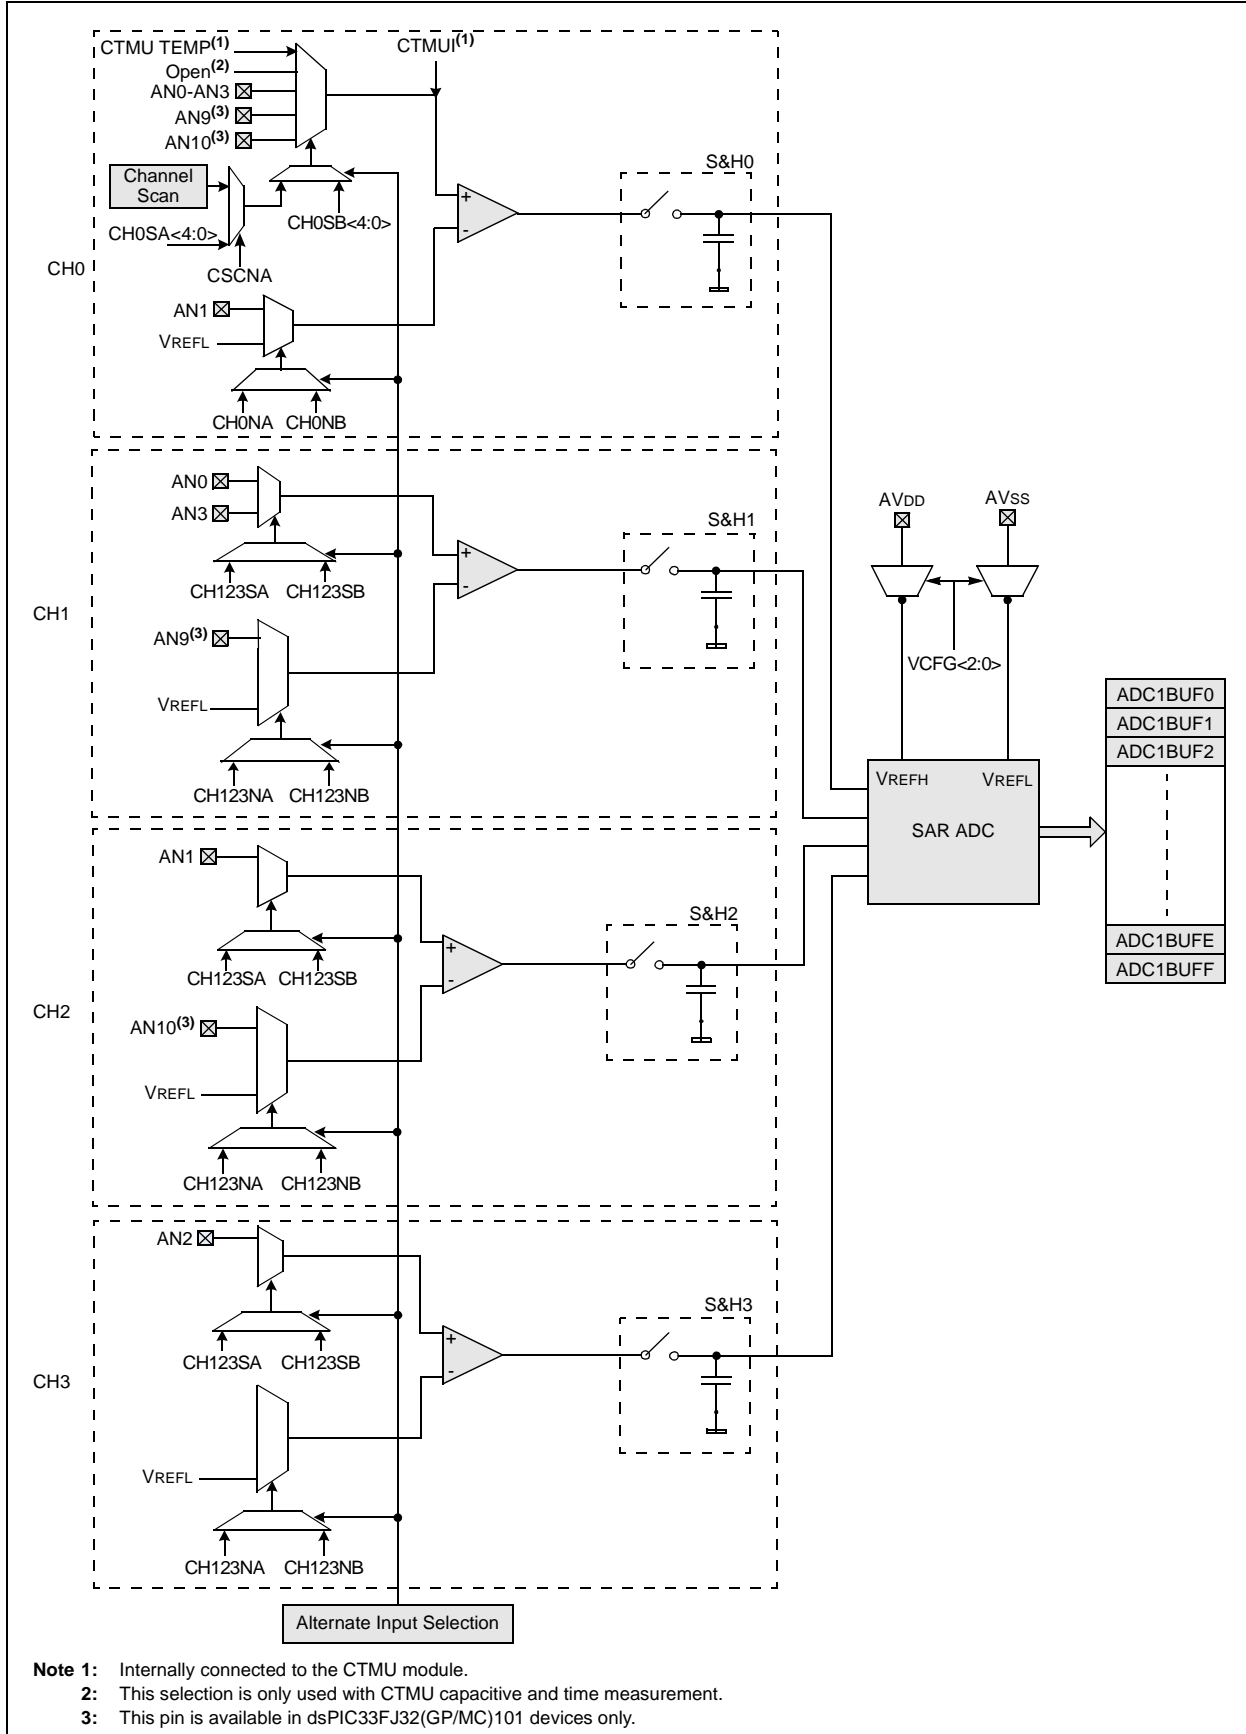 CTMU TEMP(1)
CTMUI(1)
Open(2)
AN0-AN3
AN9(3)
AN10(3)
Channel
Scan
CH0SA<4:0>
CH0SB<4:0>
CSCNA
S&H0
+
-
CH0
AN1
VREFL
CH0NA CH0NB
AN0
AN3
CH123SA CH123SB
S&H1
+
-
CH1
AN9(3)
VREFL
CH123NA CH123NB
AVDD
AVSS
VCFG<2:0>
VREFH VREFL
SAR ADC
ADC1BUF0
ADC1BUF1
ADC1BUF2
ADC1BUFE
ADC1BUFF
AN1
CH123SA CH123SB
S&H2
+
-
CH2
AN10(3)
VREFL
CH123NA CH123NB
AN2
CH123SA CH123SB
S&H3
+
-
CH3
VREFL
CH123NA CH123NB
Alternate Input Selection
Note 1: Internally connected to the CTMU module.
2: This selection is only used with CTMU capacitive and time measurement.
3: This pin is available in dsPIC33FJ32(GP/MC)101 devices only.